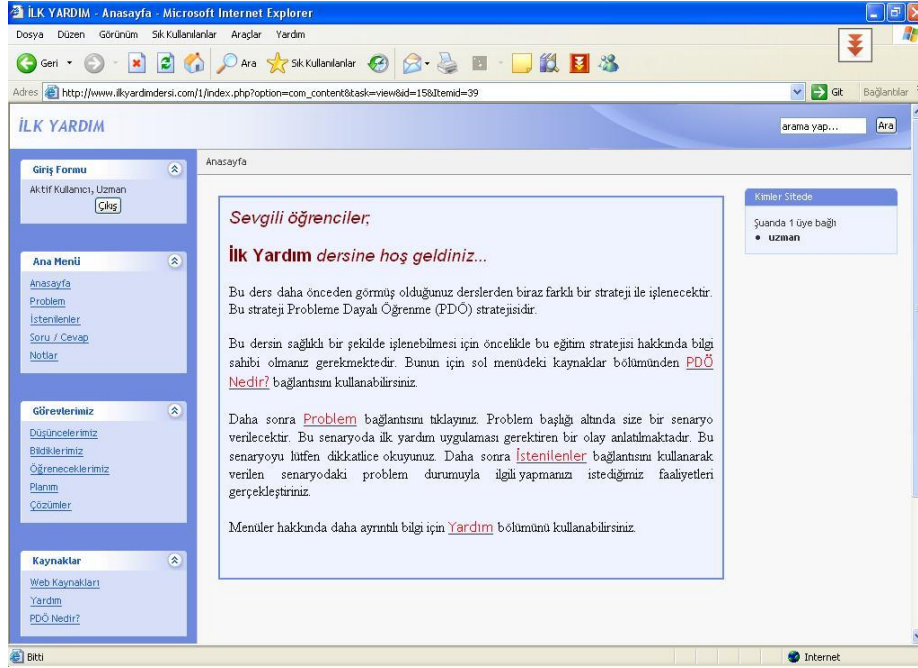 İLK YARDIM - Anasayfa - Microsoft Internet Explorer
Dosya Düzen Görünüm Sık Kullanılanlar Araçlar Yardım
Geri Ara Sık Kullanılanlar
Adres http://www.ilkyardimdersi.com/1/index.php?option=com_content&task=view&id=15&Itemid=39 Git Bağlantılar
İLK YARDIM
arama yap... Ara
Giriş Formu
Aktif Kullanıcı, Uzman
Çıkış
Ana Menü
Anasayfa
Problem
İstenilenler
Soru / Cevap
Notlar
Görevlerimiz
Düşüncelerimiz
Bildiklerimiz
Öğreneceklerimiz
Planım
Çözümler
Kaynaklar
Web Kaynakları
Yardım
PDÖ Nedir?
Anasayfa
Sevgili öğrenciler;
İlk Yardım dersine hoş geldiniz...
Bu ders daha önceden görmüş olduğunuz derslerden biraz farklı bir strateji ile işlenecektir.
Bu strateji Probleme Dayalı Öğrenme (PDÖ) stratejisidir.
Bu dersin sağlıklı bir şekilde işlenebilmesi için öncelikle bu eğitim stratejisi hakkında bilgi
sahibi olmanız gerekmektedir. Bunun için sol menüdeki kaynaklar bölümünden PDÖ
Nedir? bağlantısını kullanabilirsiniz.
Daha sonra Problem bağlantısını tıklayınız. Problem başlığı altında size bir senaryo
verilecektir. Bu senaryoda ilk yardım uygulaması gerektiren bir olay anlatılmaktadır. Bu
senaryoyu lütfen dikkatlice okuyunuz. Daha sonra İstenilenler bağlantısını kullanarak
verilen senaryodaki problem durumuyla ilgili yapmanızı istediğimiz faaliyetleri
gerçekleştiriniz.
Menüler hakkında daha ayrıntılı bilgi için Yardım bölümünü kullanabilirsiniz.
Kimler Sitede
Şuanda 1 üye bağlı
uzman
Bitti
Internet